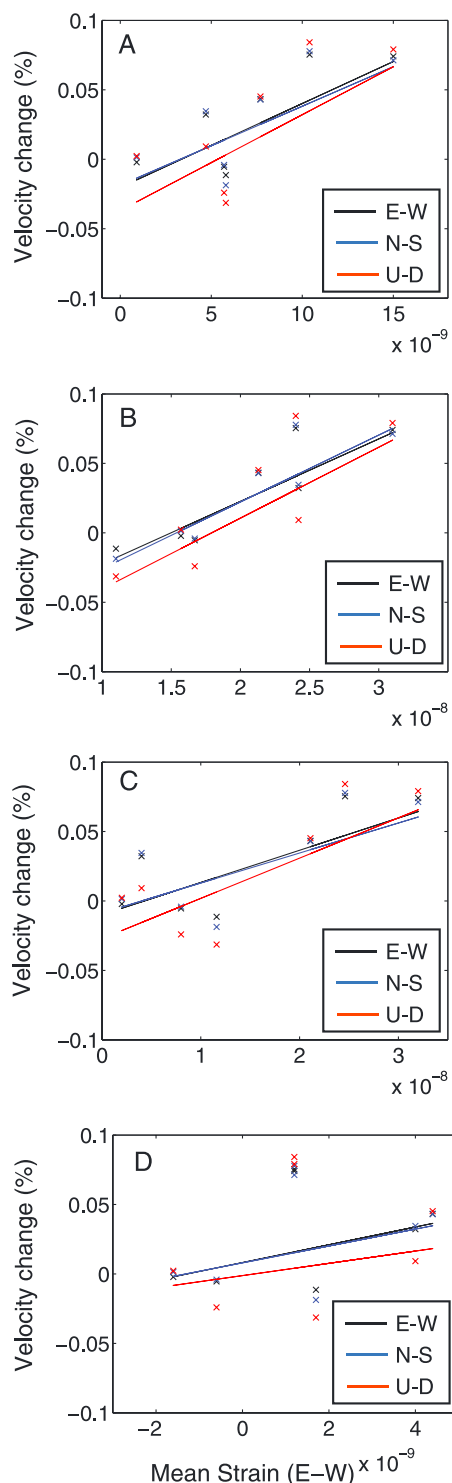 A
Velocity change (%)
0.1
0.05
0
−0.05
−0.1
0 5 10 15
x 10⁻⁹
E-W
N-S
U-D
B
Velocity change (%)
0.1
0.05
0
−0.05
−0.1
1 1.5 2 2.5 3
x 10⁻⁸
E-W
N-S
U-D
C
Velocity change (%)
0.1
0.05
0
−0.05
−0.1
0 1 2 3
x 10⁻⁸
E-W
N-S
U-D
D
Velocity change (%)
0.1
0.05
0
−0.05
−0.1
−2 0 2 4
x 10⁻⁹
E-W
N-S
U-D
Mean Strain (E−W)